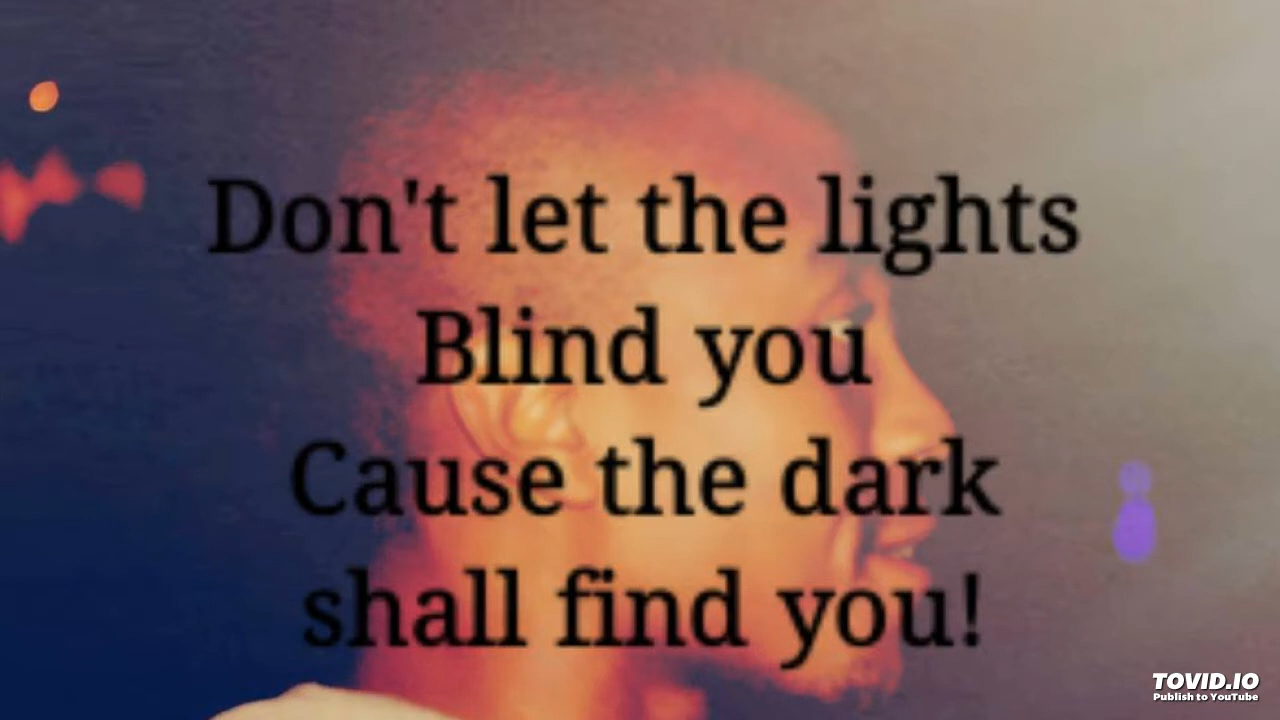 Don't let the lights
Blind you
Cause the dark
shall find you!
TOVID.IO
Publish to YouTube